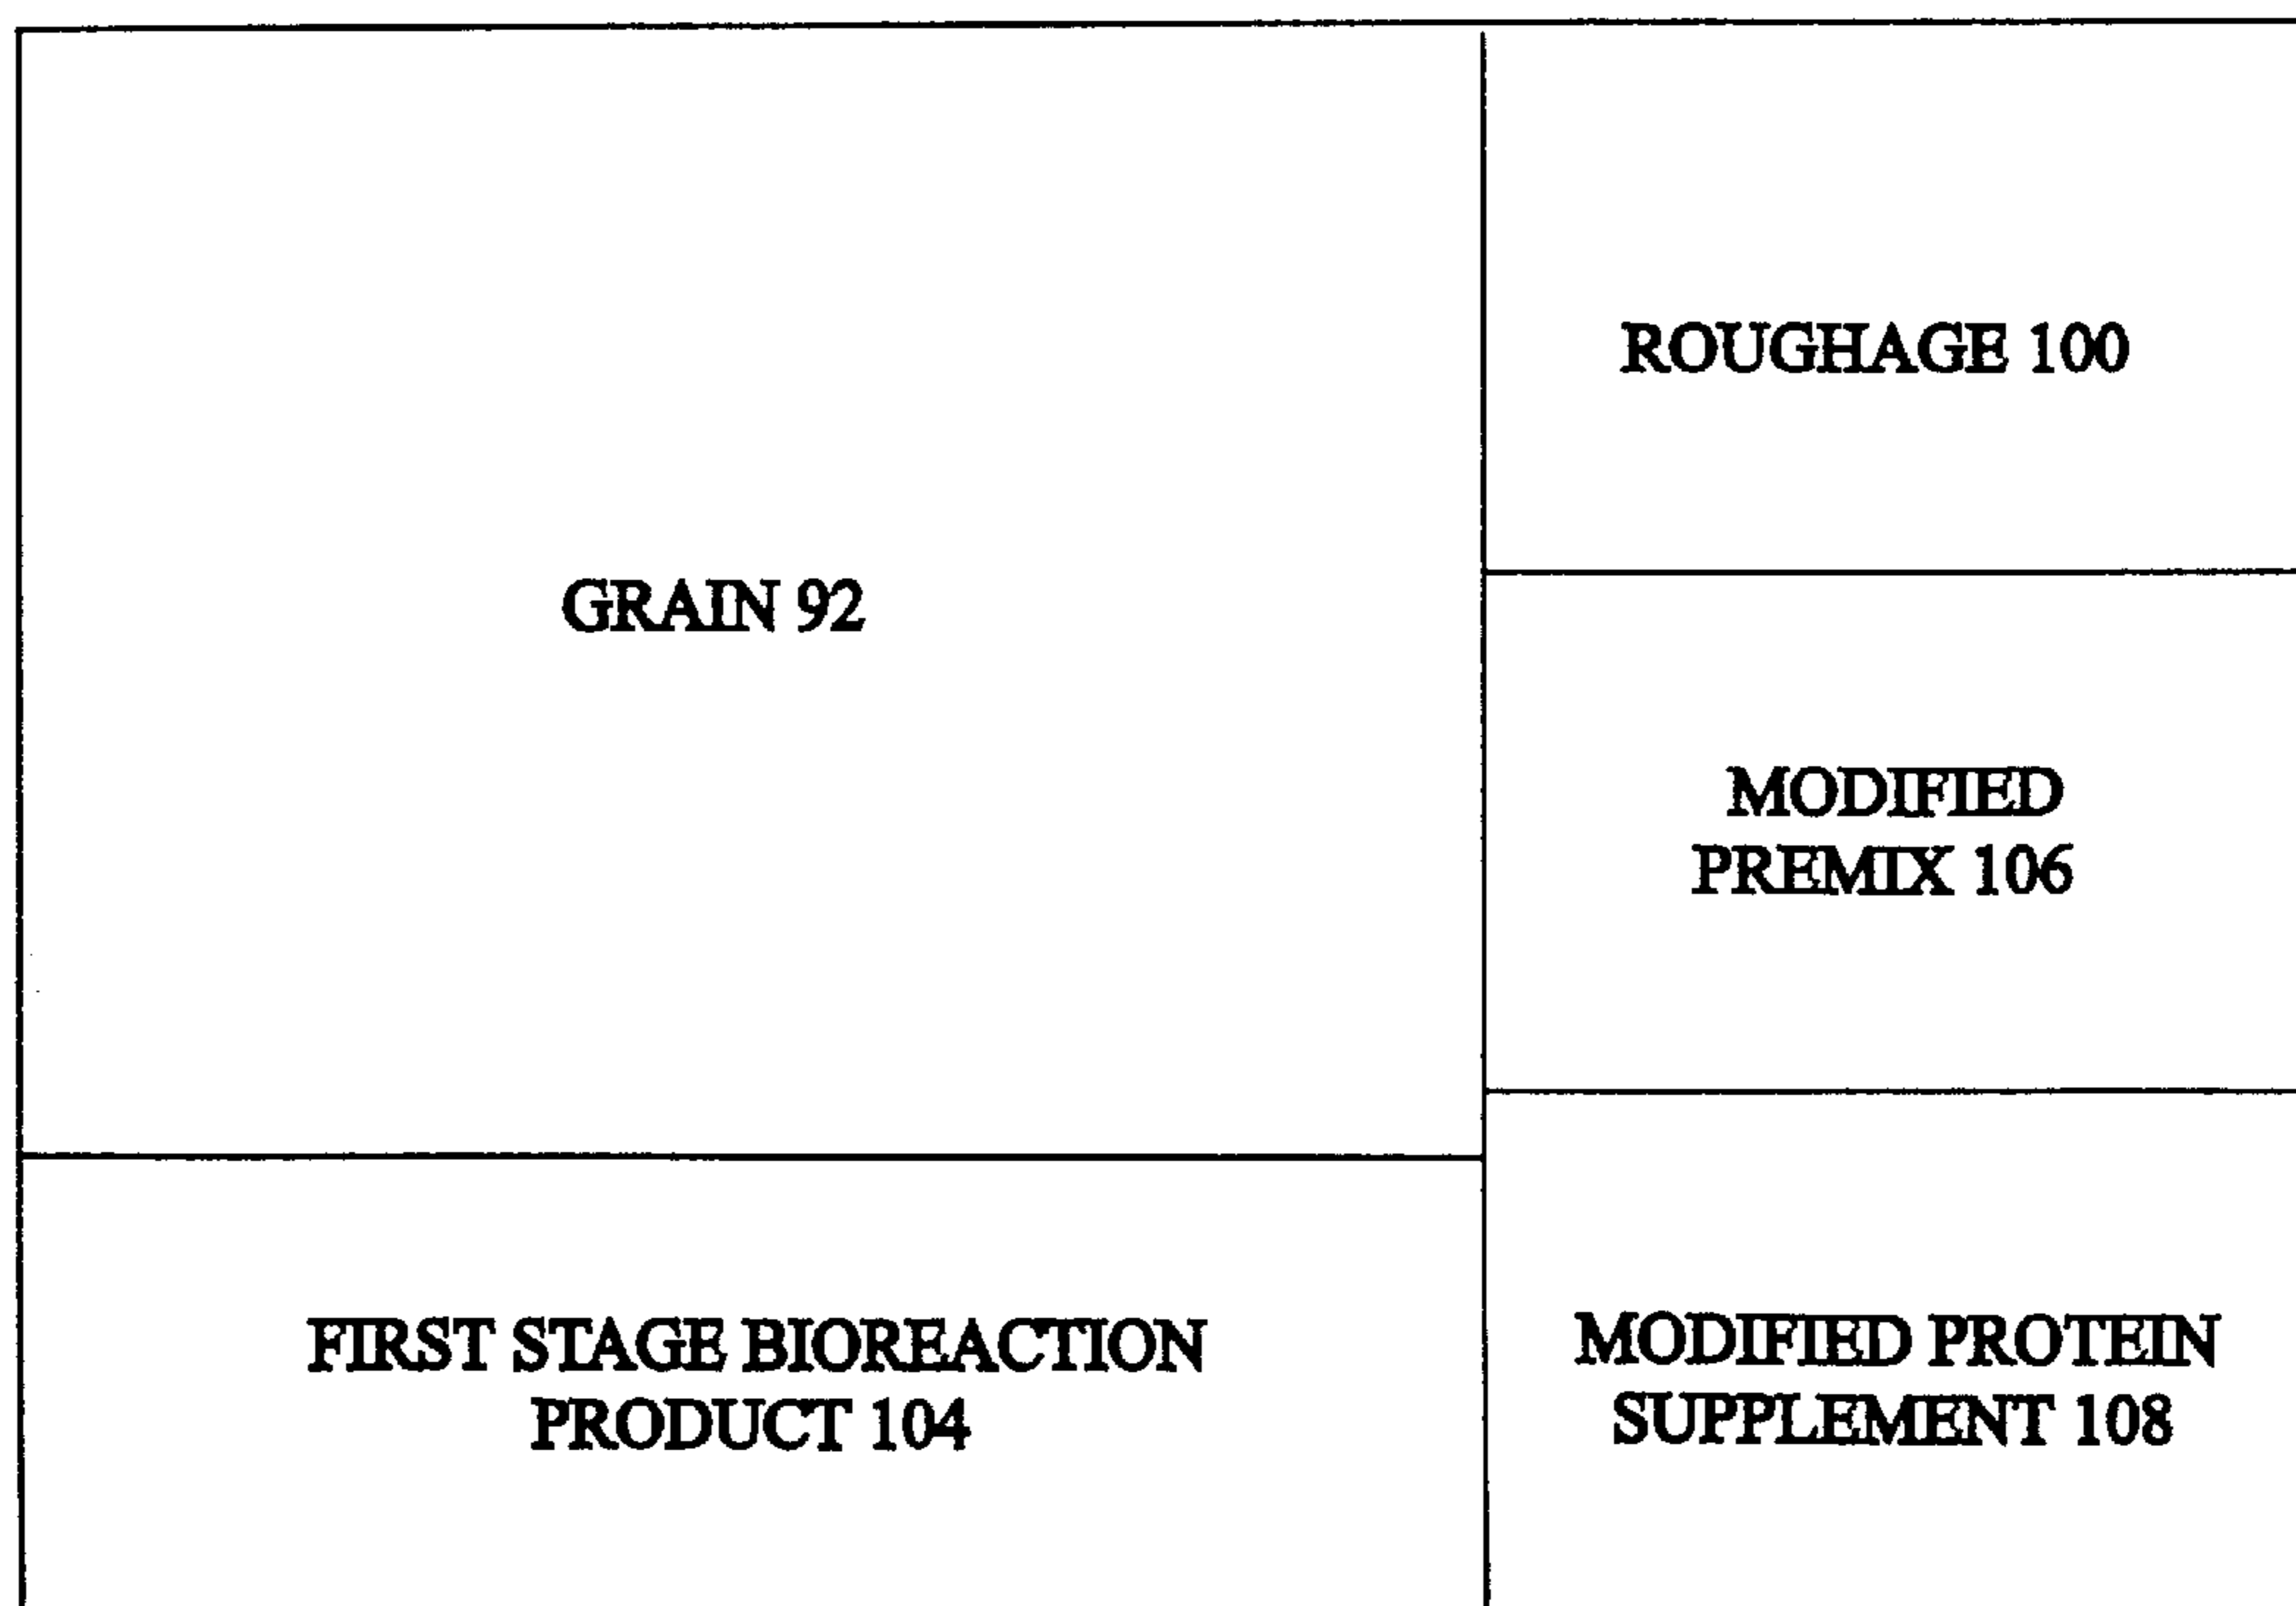 GRAIN 92
FIRST STAGE BIOREACTION
PRODUCT 104
ROUGHAGE 100
MODIFIED
PREMIX 106
MODIFIED PROTEIN
SUPPLEMENT 108